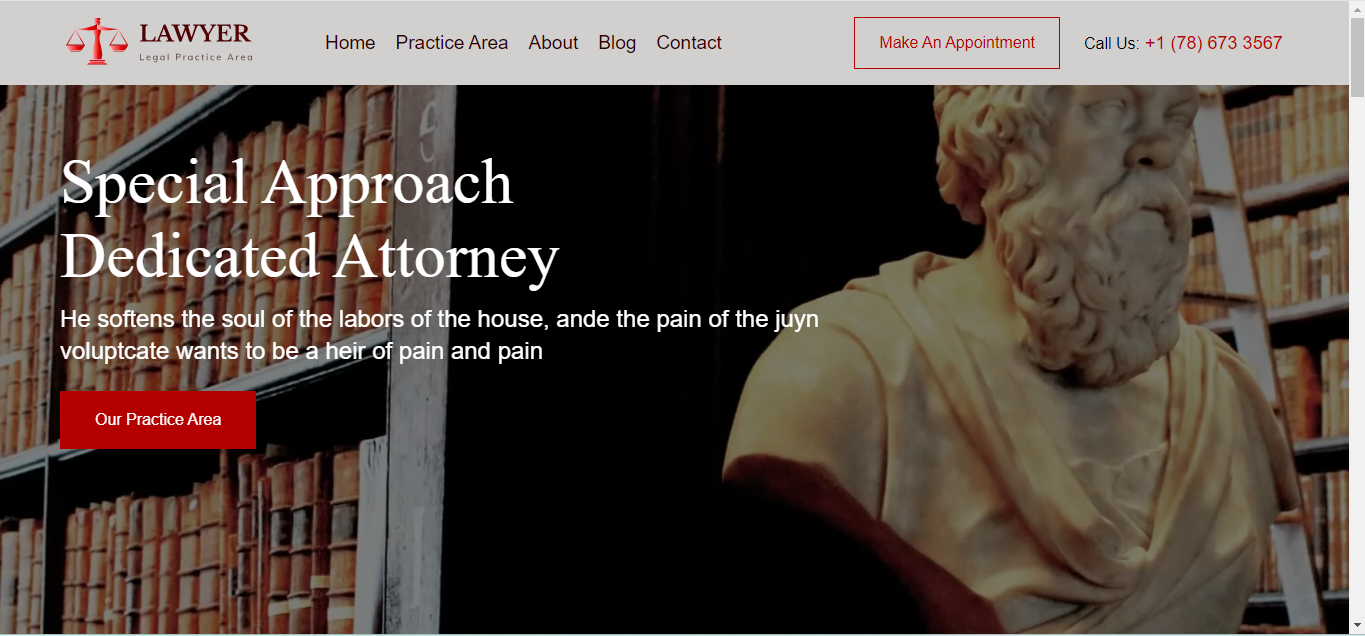 LAWYER
Legal Practice Area
Home Practice Area About Blog Contact
Make An Appointment
Call Us: +1 (78) 673 3567
Special Approach
Dedicated Attorney
He softens the soul of the labors of the house, ande the pain of the juyn
voluptcate wants to be a heir of pain and pain
Our Practice Area